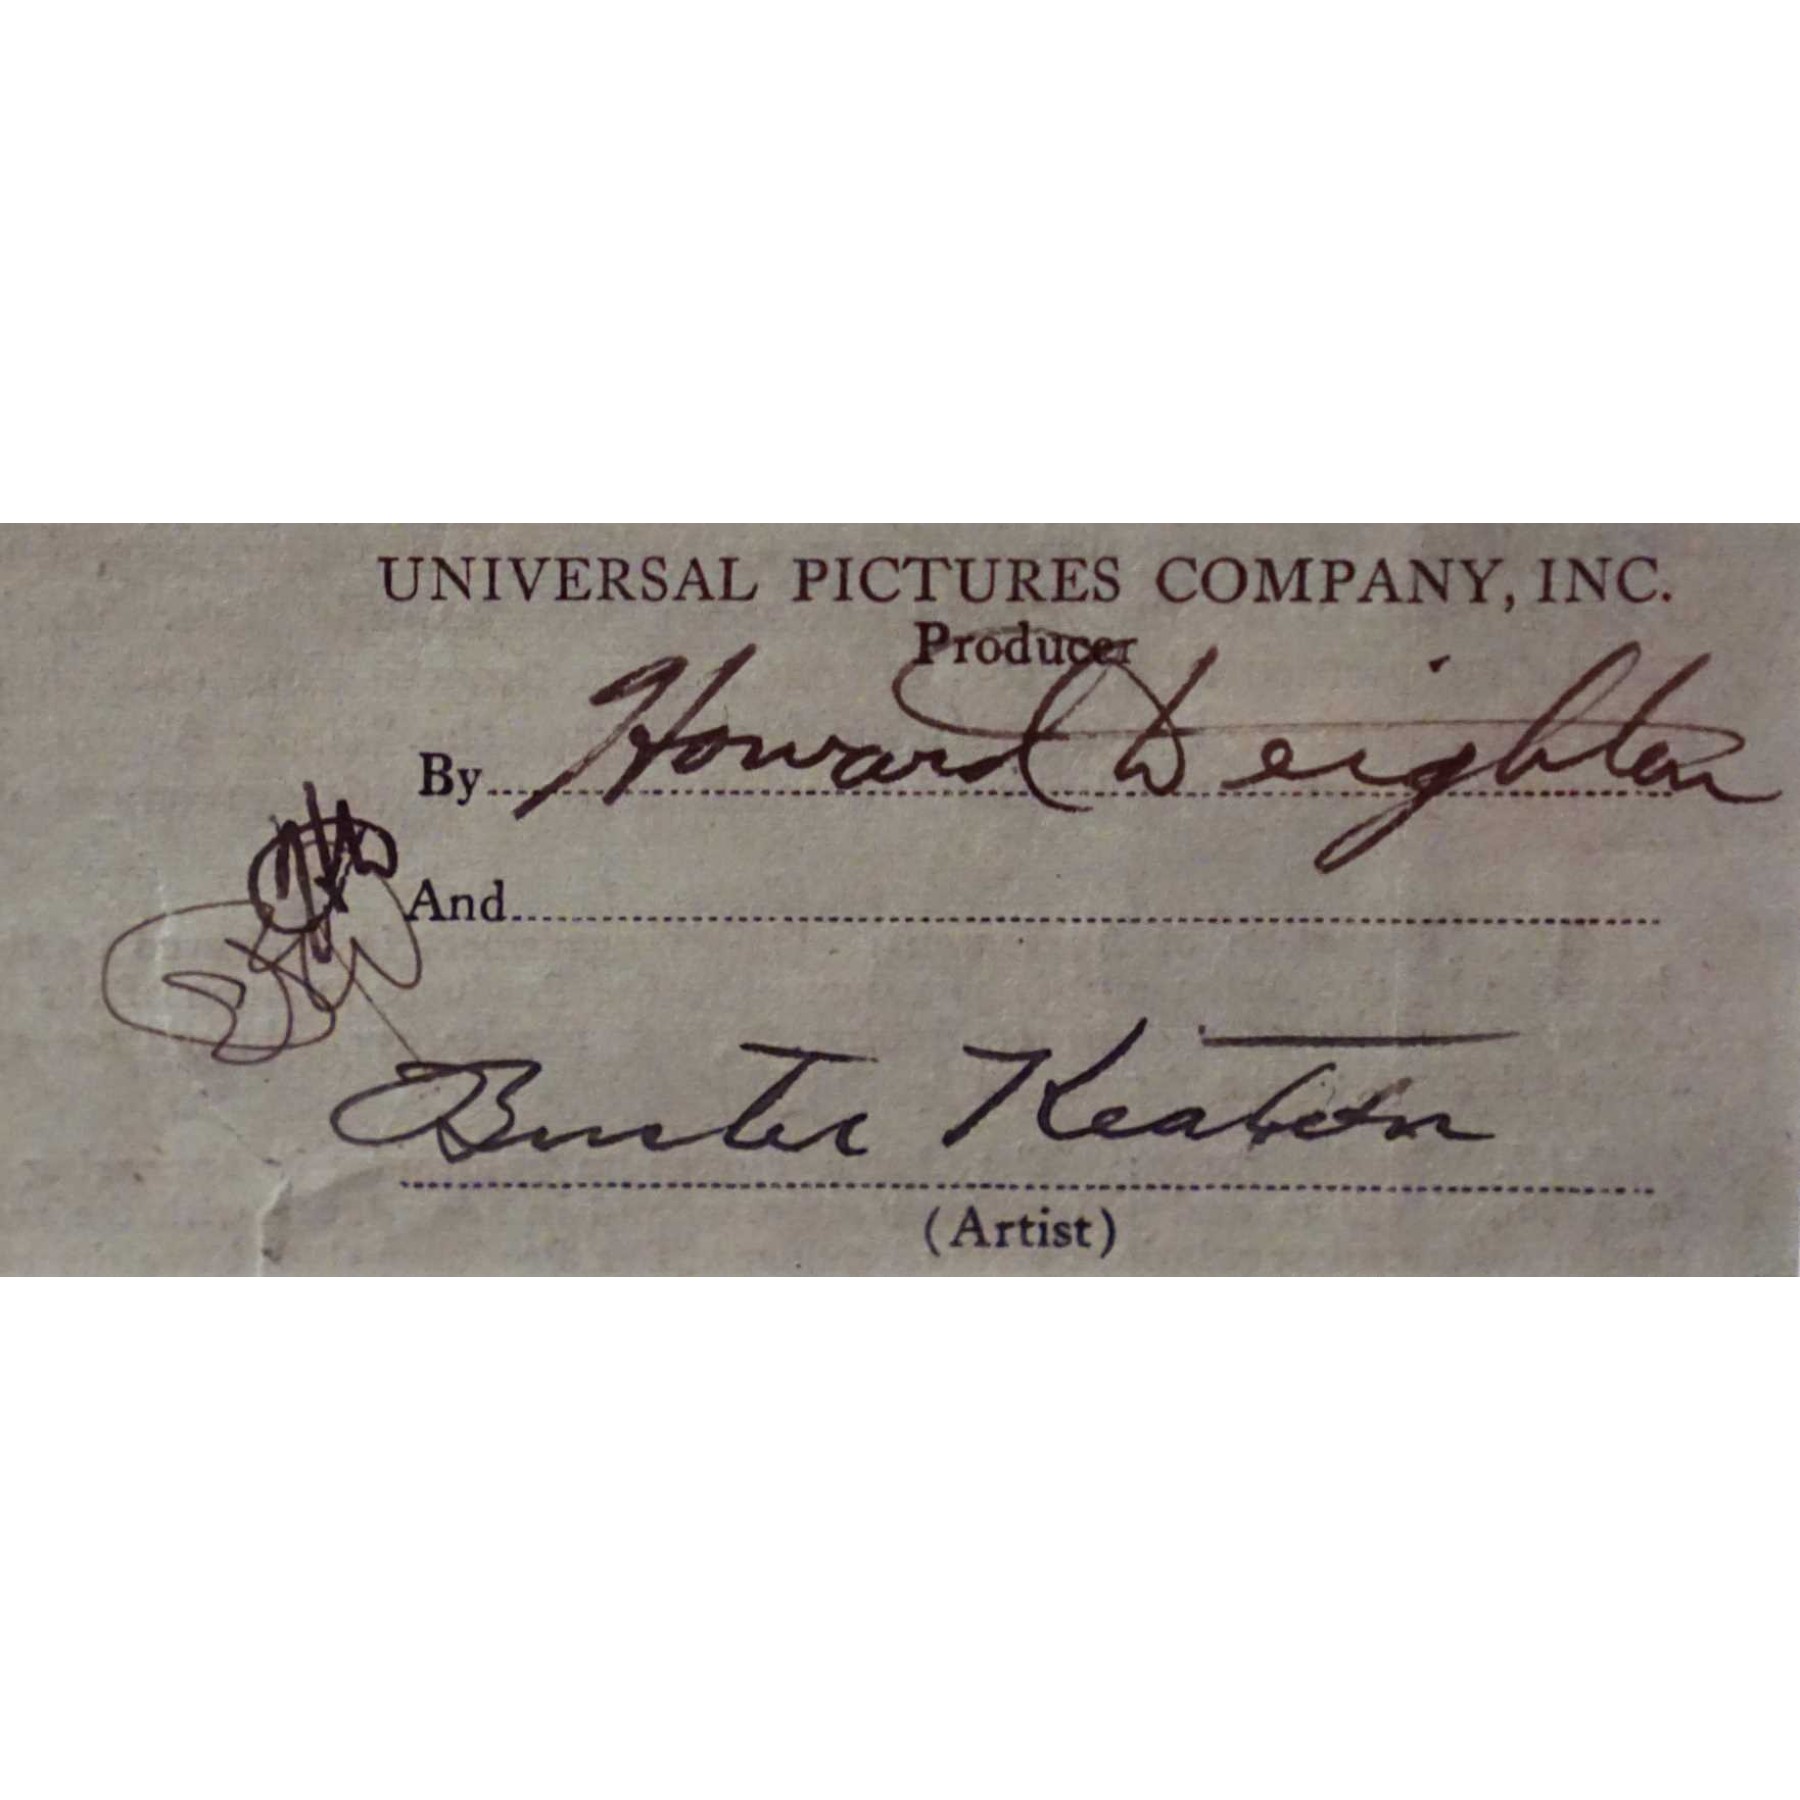 UNIVERSAL PICTURES COMPANY, INC.
Producer
By Howard Deighton
And
Buster Keaton
(Artist)